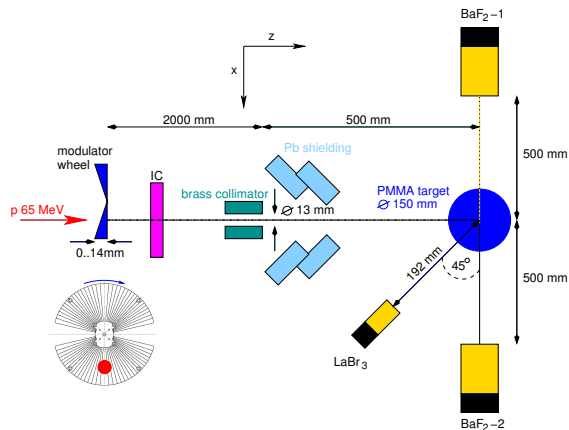 BaF₂−1
z
x
2000 mm
500 mm
modulator
wheel
IC
Pb shielding
brass collimator
500 mm
p 65 MeV
∅ 13 mm
PMMA target
∅ 150 mm
0..14mm
192 mm
45°
500 mm
LaBr₃
BaF₂−2